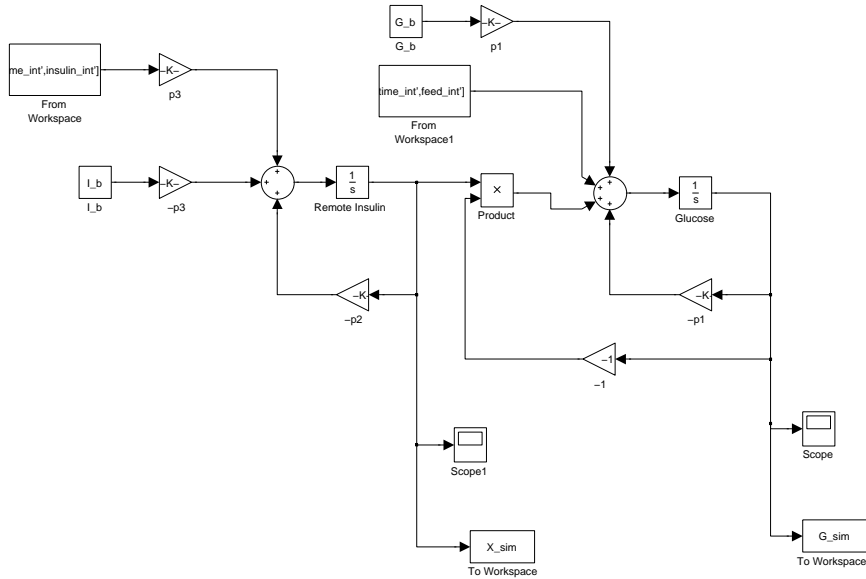 G_b
−K−
G_b
p1
me_int',insulin_int']
−K−
From
Workspace
p3
time_int',feed_int']
From
Workspace1
I_b
−K−
+
+
+
1
s
×
+
+
+
+
1
s
I_b
−p3
Remote Insulin
Product
Glucose
−K
−p2
−K
−p1
−1
−1
Scope1
Scope
X_sim
To Workspace
G_sim
To Workspace